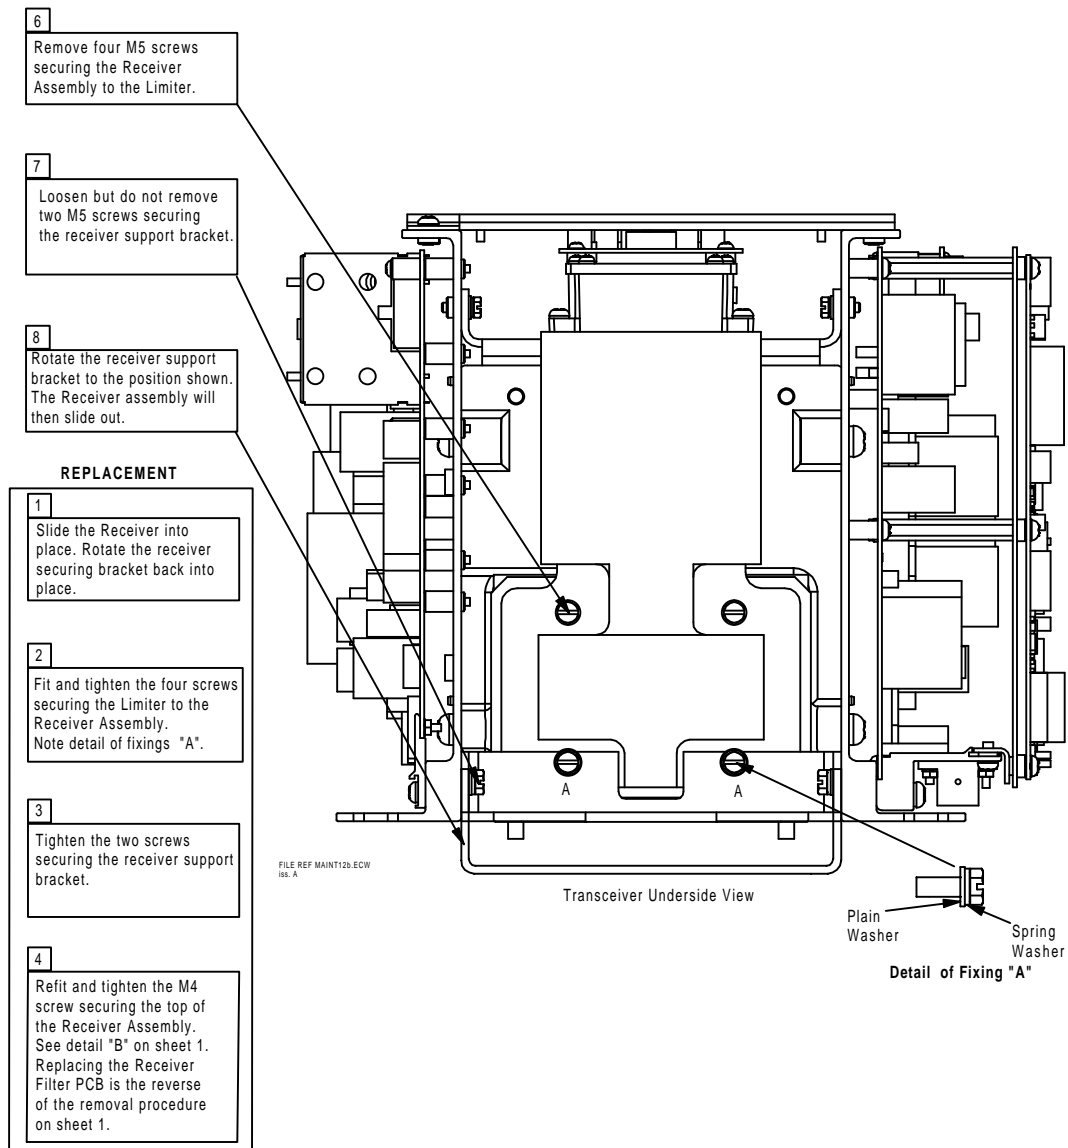 6
Remove four M5 screws
securing the Receiver
Assembly to the Limiter.
7
Loosen but do not remove
two M5 screws securing
the receiver support bracket.
8
Rotate the receiver support
bracket to the position shown.
The Receiver assembly will
then slide out.
REPLACEMENT
1
Slide the Receiver into
place. Rotate the receiver
securing bracket back into
place.
2
Fit and tighten the four screws
securing the Limiter to the
Receiver Assembly.
Note detail of fixings "A".
3
Tighten the two screws
securing the receiver support
bracket.
4
Refit and tighten the M4
screw securing the top of
the Receiver Assembly.
See detail "B" on sheet 1.
Replacing the Receiver
Filter PCB is the reverse
of the removal procedure
on sheet 1.
A
A
FILE REF MAINT12b.ECW
iss. A
Transceiver Underside View
Plain
Washer
Spring
Washer
Detail of Fixing "A"